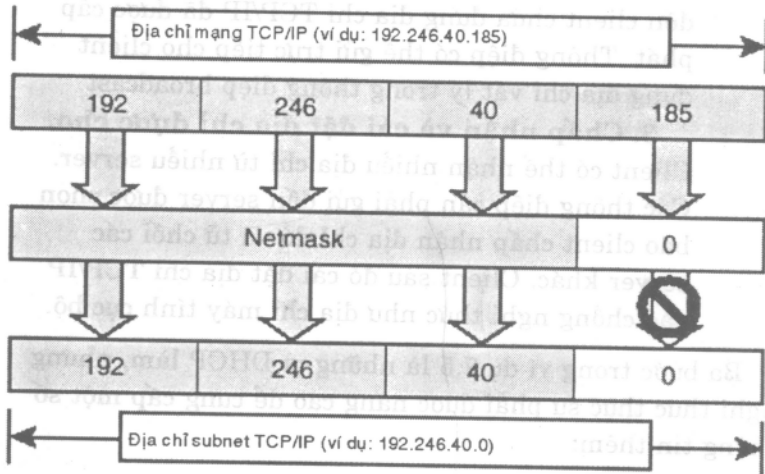 Địa chỉ mạng TCP/IP (ví dụ: 192.246.40.185)
192 246 40 185
Netmask 0
192 246 40 0
Địa chỉ subnet TCP/IP (ví dụ: 192.246.40.0)